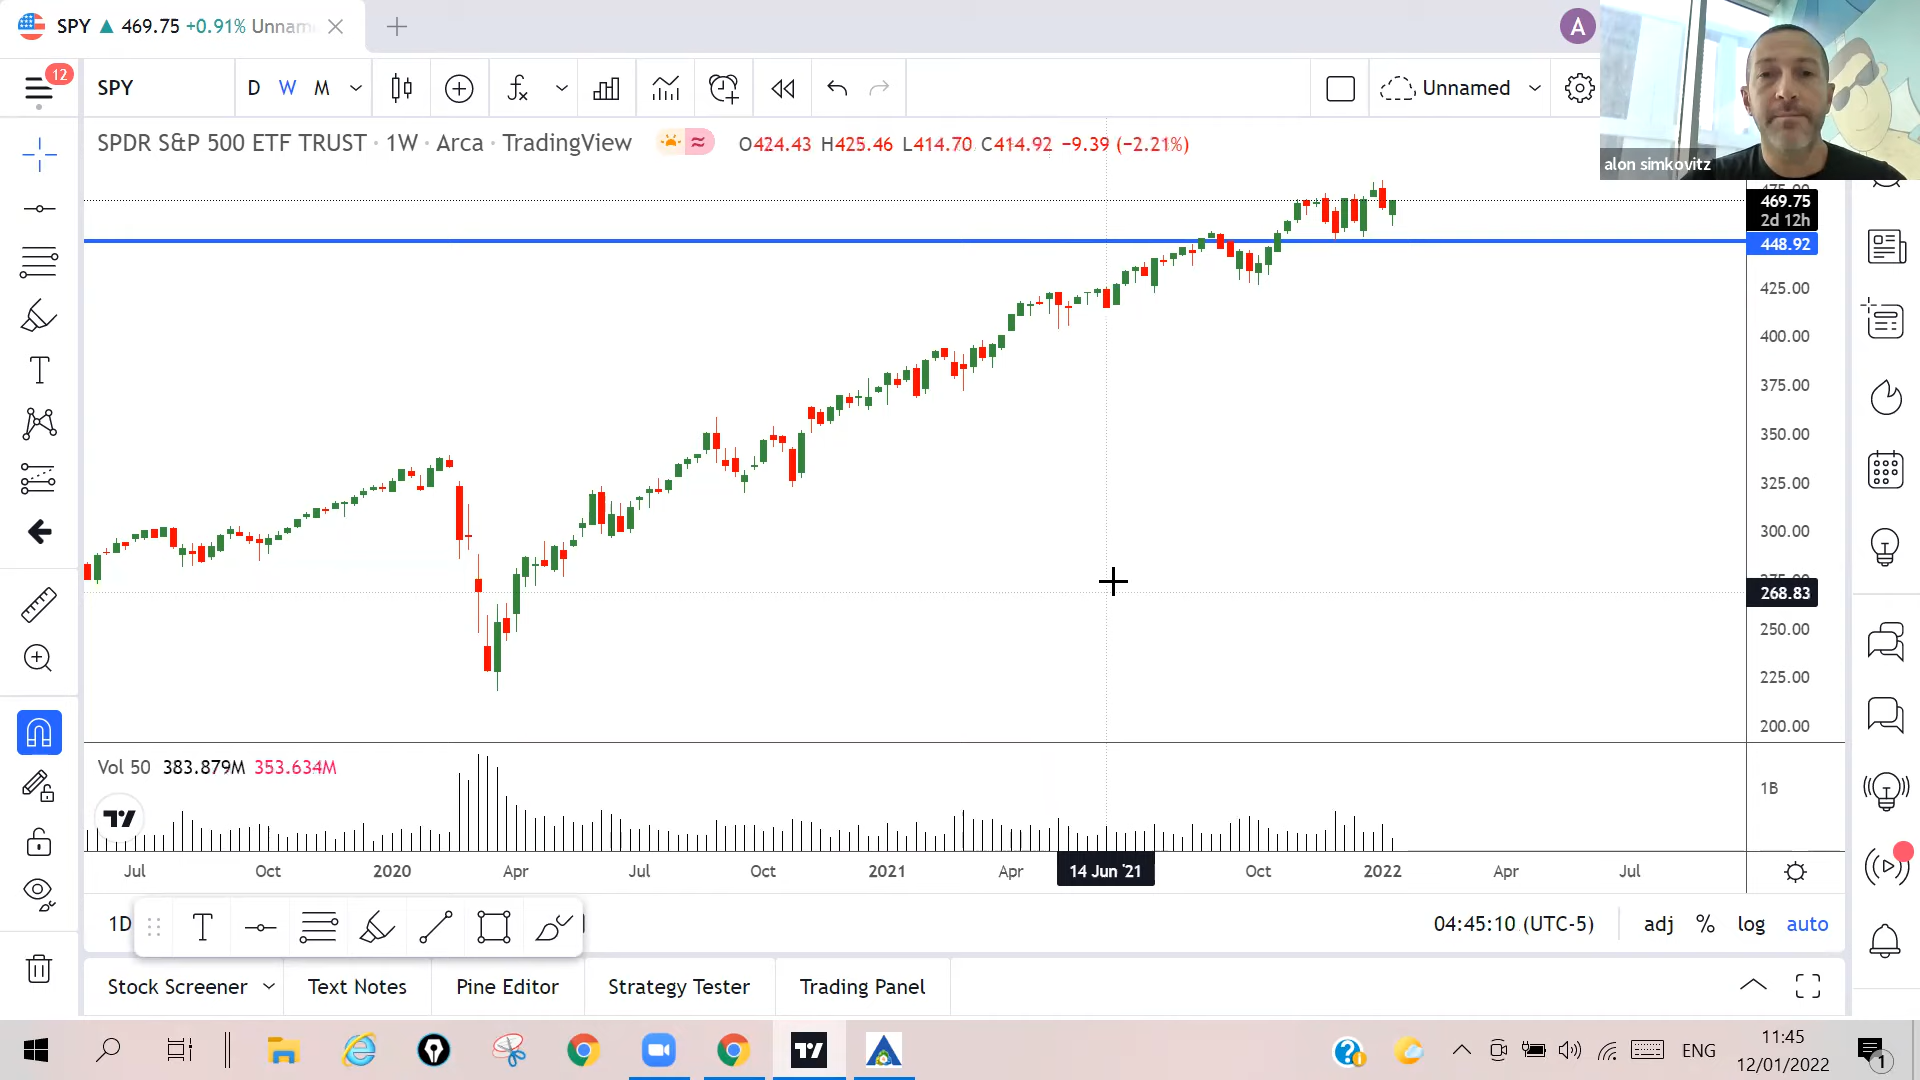 SPY ▲ 469.75 +0.91% Unnam
A
12
SPY
D W M
Unnamed
alon simkovitz
SPDR S&P 500 ETF TRUST · 1W · Arca · TradingView
O424.43 H425.46 L414.70 C414.92 −9.39 (−2.21%)
469.75
2d 12h
448.92
425.00
400.00
375.00
350.00
325.00
300.00
268.83
250.00
225.00
200.00
Vol 50 383.879M 353.634M
1B
Jul Oct 2020 Apr Jul Oct 2021 Apr 14 Jun '21 Oct 2022 Apr Jul
1D
04:45:10 (UTC-5) adj % log auto
Stock Screener Text Notes Pine Editor Strategy Tester Trading Panel
ENG
11:45
12/01/2022
1